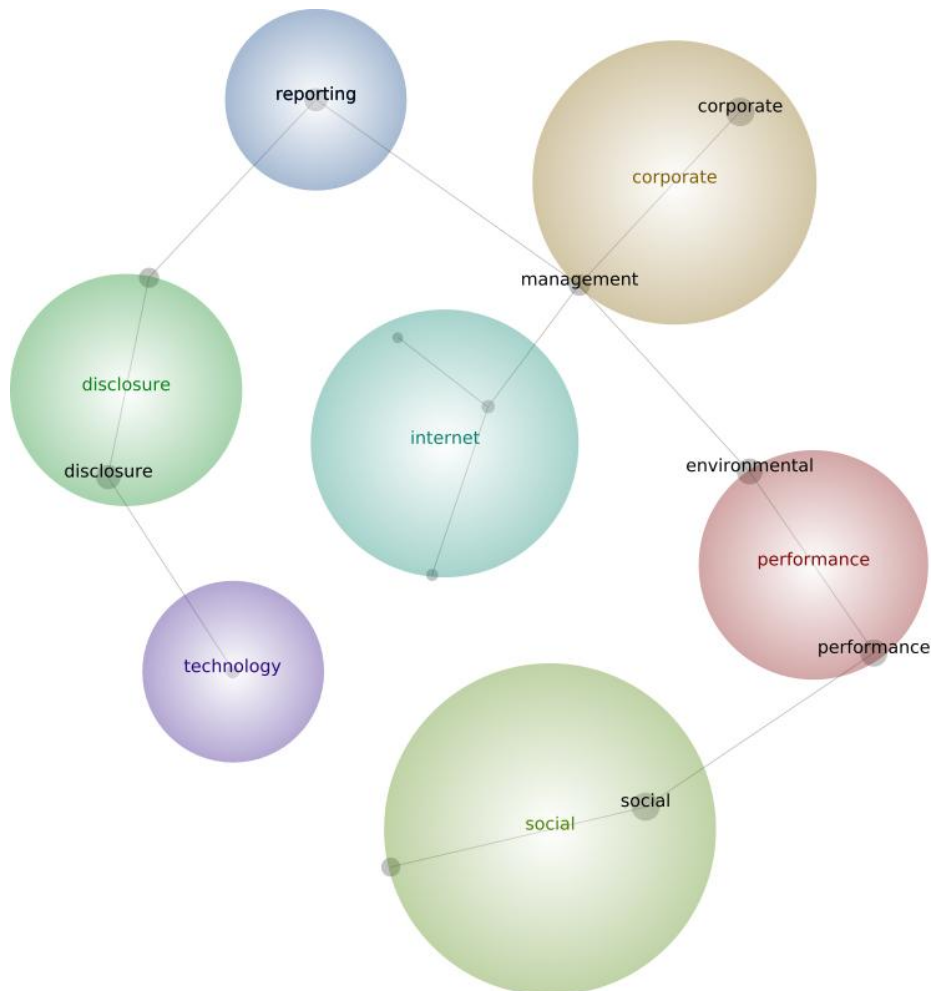 reporting
corporate
corporate
management
disclosure
internet
environmental
disclosure
performance
performance
technology
social
social